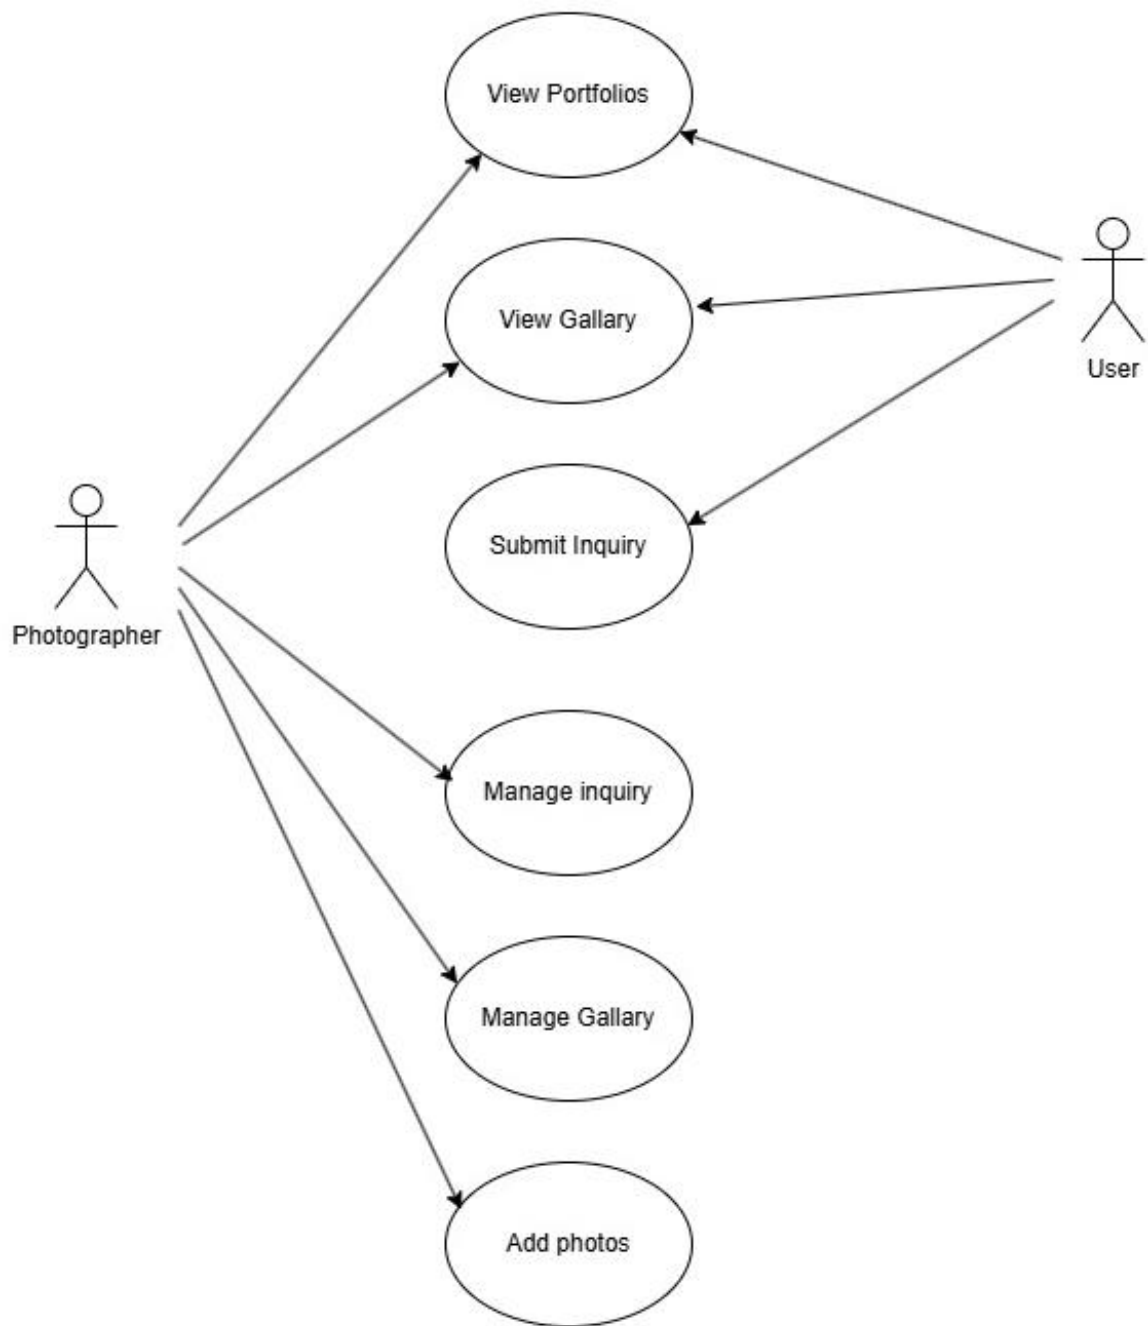 View Portfolios
View Gallary
User
Submit Inquiry
Photographer
Manage inquiry
Manage Gallary
Add photos